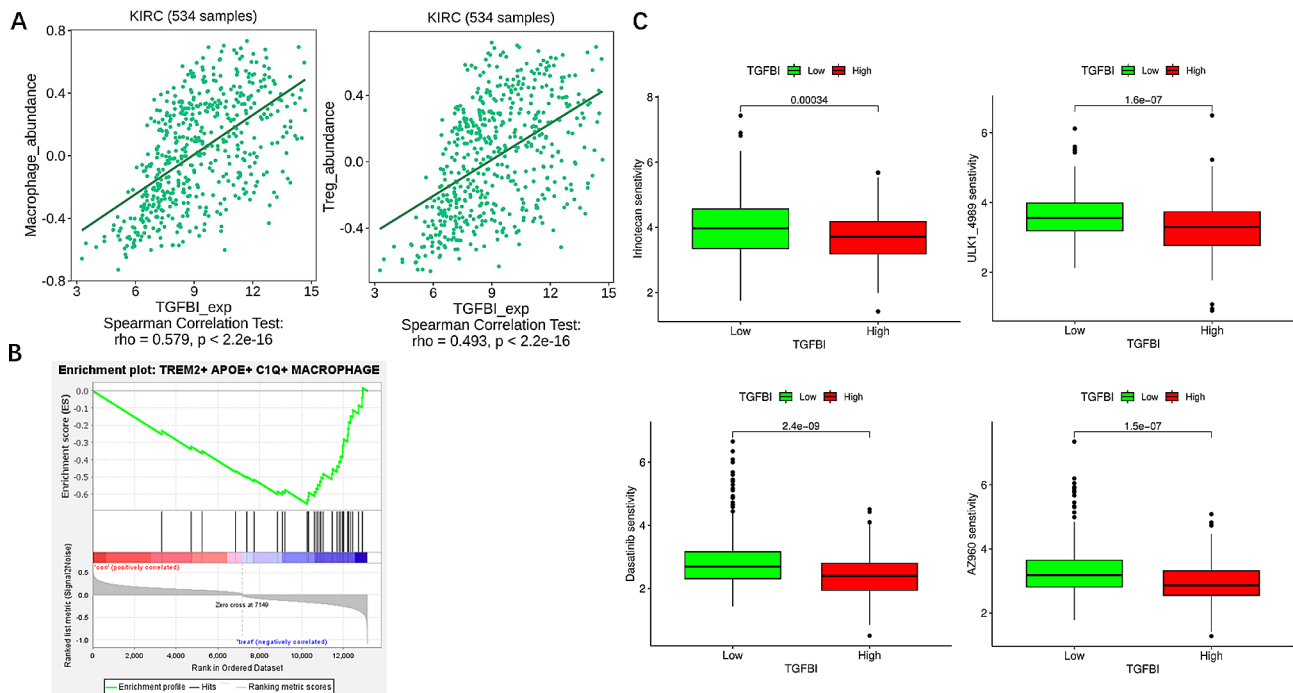 A
KIRC (534 samples)
Macrophage_abundance
0.8
0.4
0.0
-0.4
-0.8
3 6 9 12 15
TGFBI_exp
Spearman Correlation Test:
rho = 0.579, p < 2.2e-16
KIRC (534 samples)
Treg_abundance
0.4
0.0
-0.4
3 6 9 12 15
TGFBI_exp
Spearman Correlation Test:
rho = 0.493, p < 2.2e-16
B
Enrichment plot: TREM2+ APOE+ C1Q+ MACROPHAGE
Enrichment score (ES)
0.0
-0.1
-0.2
-0.3
-0.4
-0.5
-0.6
'con' (positively correlated)
Ranked list metric (Signal2Noise)
0.5
0.0
-0.5
-1.0
Zero cross at 7149
'treat' (negatively correlated)
0 2,000 4,000 6,000 8,000 10,000 12,000
Rank in Ordered Dataset
Enrichment profile Hits Ranking metric scores
C
TGFBI Low High
Irinotecan senstivity
8
6
4
2
0.00034
Low High
TGFBI
TGFBI Low High
ULK1_4989 senstivity
6
4
2
1.6e-07
Low High
TGFBI
TGFBI Low High
Dasatinib senstivity
6
4
2
2.4e-09
Low High
TGFBI
TGFBI Low High
AZ960 senstivity
6
4
2
1.5e-07
Low High
TGFBI